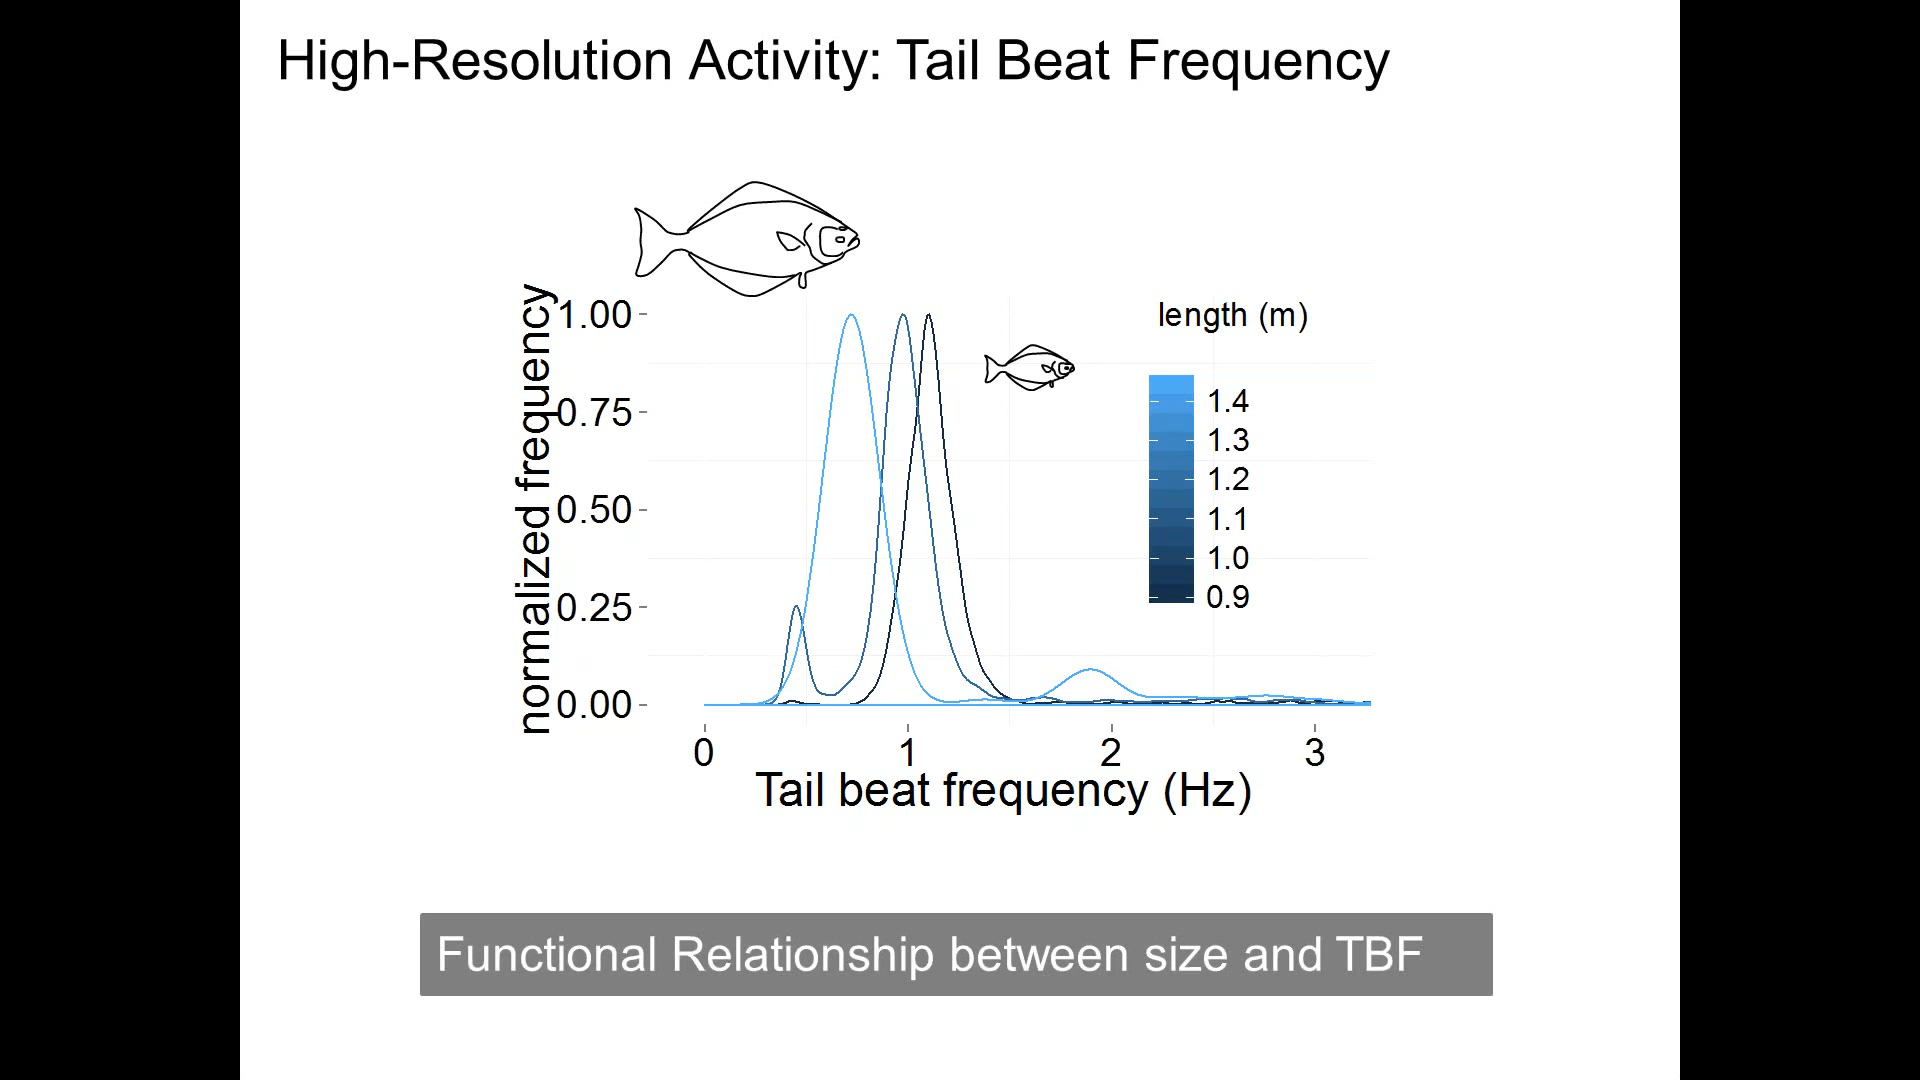 High-Resolution Activity: Tail Beat Frequency
normalized frequency
1.00
0.75
0.50
0.25
0.00
0 1 2 3
Tail beat frequency (Hz)
length (m)
1.4
1.3
1.2
1.1
1.0
0.9
Functional Relationship between size and TBF